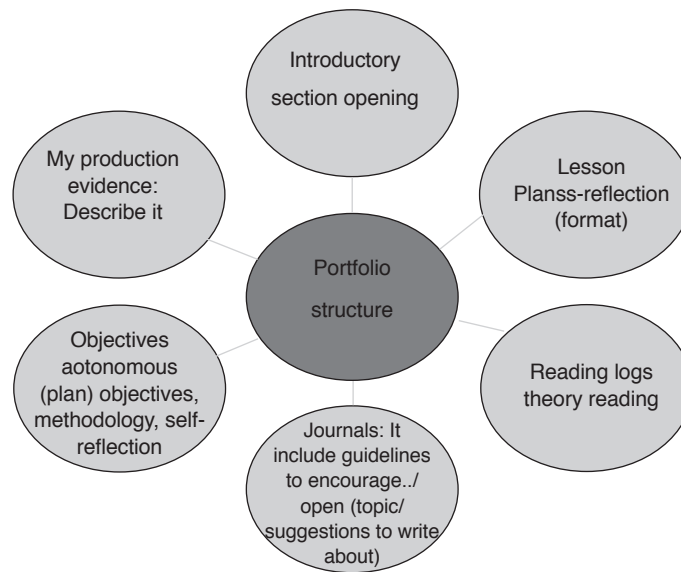 Introductory
section opening
My production
evidence:
Describe it
Lesson
Planss-reflection
(format)
Portfolio
structure
Objectives
aotonomous
(plan) objectives,
methodology, self-
reflection
Reading logs
theory reading
Journals: It
include guidelines
to encourage../
open (topic/
suggestions to write
about)